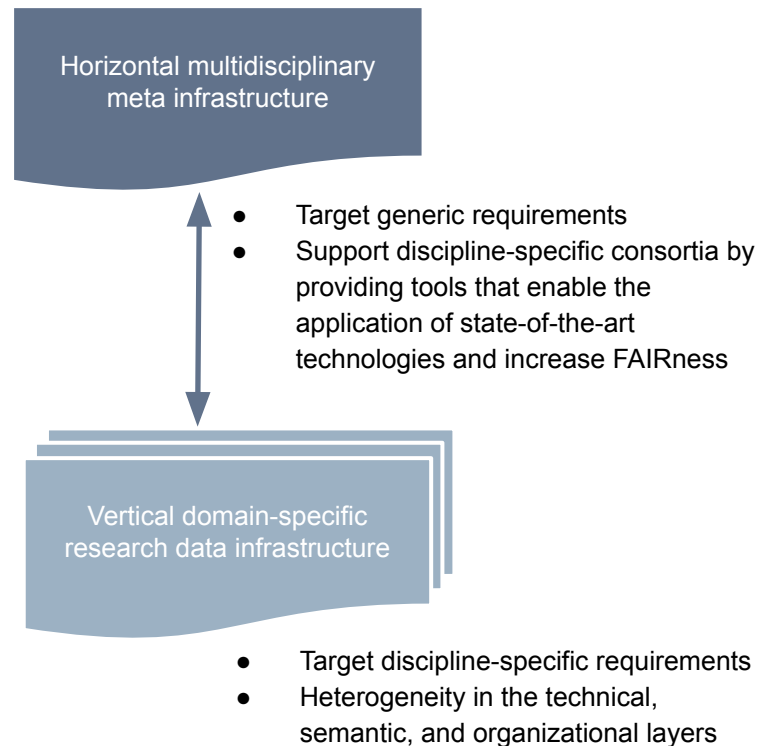 Horizontal multidisciplinary
meta infrastructure
● Target generic requirements
● Support discipline-specific consortia by
providing tools that enable the
application of state-of-the-art
technologies and increase FAIRness
Vertical domain-specific
research data infrastructure
● Target discipline-specific requirements
● Heterogeneity in the technical,
semantic, and organizational layers